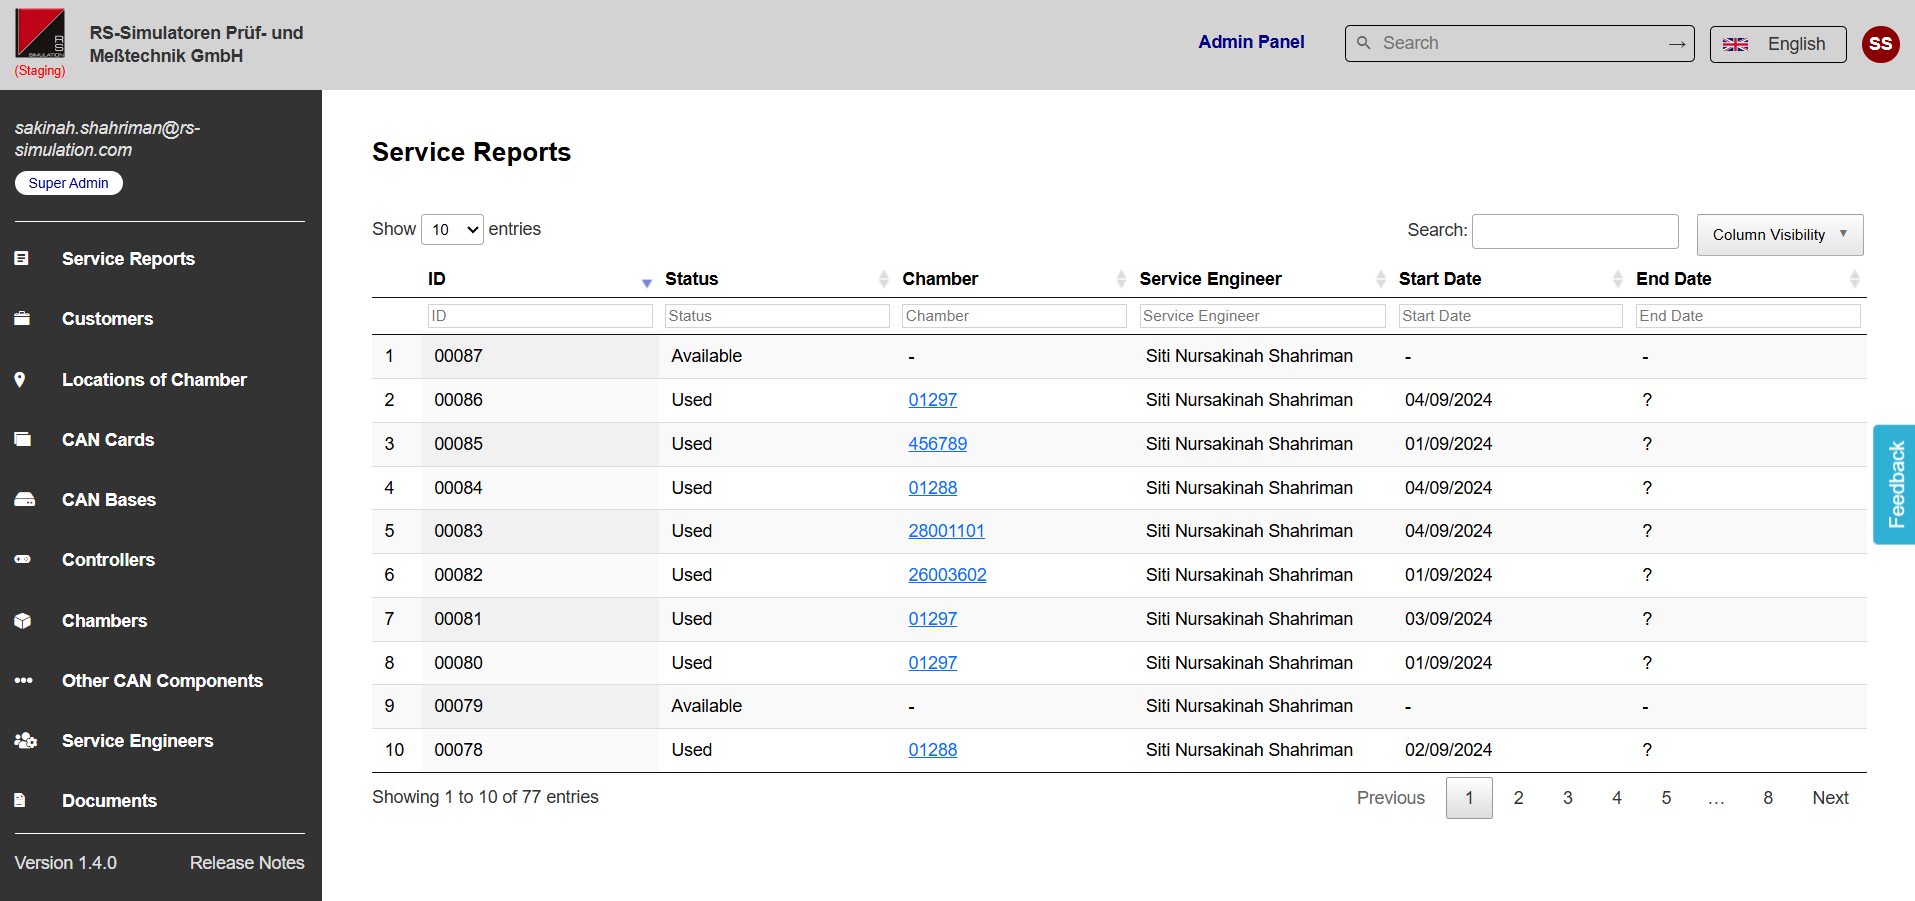 RS
SIMULATION
(Staging)
RS-Simulatoren Prüf- und
Meßtechnik GmbH
Admin Panel
Search →
English
SS
sakinah.shahriman@rs-
simulation.com
Super Admin
Service Reports
Customers
Locations of Chamber
CAN Cards
CAN Bases
Controllers
Chambers
Other CAN Components
Service Engineers
Documents
Version 1.4.0 Release Notes
Service Reports
Show 10 entries
Search:
Column Visibility ▼
ID Status Chamber Service Engineer Start Date End Date
ID Status Chamber Service Engineer Start Date End Date
1 00087 Available - Siti Nursakinah Shahriman - -
2 00086 Used 01297 Siti Nursakinah Shahriman 04/09/2024 ?
3 00085 Used 456789 Siti Nursakinah Shahriman 01/09/2024 ?
4 00084 Used 01288 Siti Nursakinah Shahriman 04/09/2024 ?
5 00083 Used 28001101 Siti Nursakinah Shahriman 04/09/2024 ?
6 00082 Used 26003602 Siti Nursakinah Shahriman 01/09/2024 ?
7 00081 Used 01297 Siti Nursakinah Shahriman 03/09/2024 ?
8 00080 Used 01297 Siti Nursakinah Shahriman 01/09/2024 ?
9 00079 Available - Siti Nursakinah Shahriman - -
10 00078 Used 01288 Siti Nursakinah Shahriman 02/09/2024 ?
Showing 1 to 10 of 77 entries
Previous 1 2 3 4 5 … 8 Next
Feedback